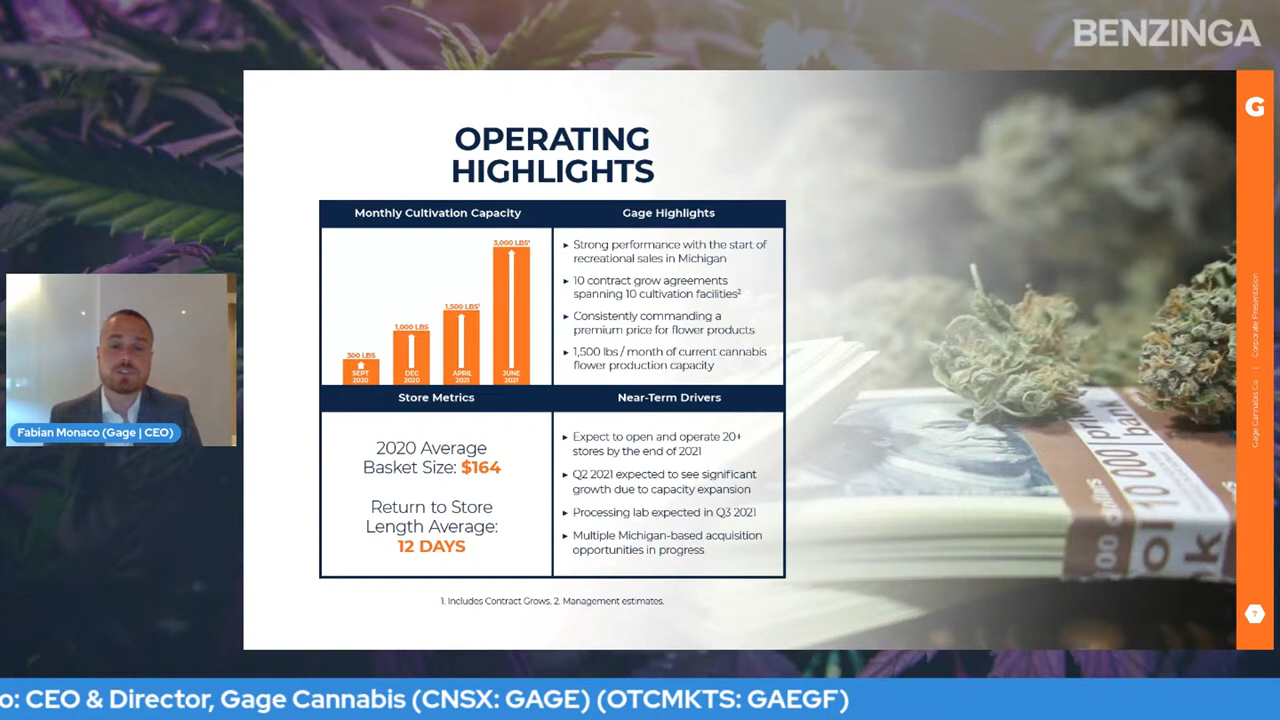 BENZINGA
G
OPERATING
HIGHLIGHTS
Monthly Cultivation Capacity
300 LBS
SEPT
2020
1,000 LBS
DEC
2020
1,500 LBS¹
APRIL
2021
3,000 LBS¹
JUNE
2021
Gage Highlights
▸ Strong performance with the start of
recreational sales in Michigan
▸ 10 contract grow agreements
spanning 10 cultivation facilities²
▸ Consistently commanding a
premium price for flower products
▸ 1,500 lbs / month of current cannabis
flower production capacity
Store Metrics
2020 Average
Basket Size: $164
Return to Store
Length Average:
12 DAYS
Near-Term Drivers
▸ Expect to open and operate 20+
stores by the end of 2021
▸ Q2 2021 expected to see significant
growth due to capacity expansion
▸ Processing lab expected in Q3 2021
▸ Multiple Michigan-based acquisition
opportunities in progress
1. Includes Contract Grows. 2. Management estimates.
Gage Cannabis Co. | Corporate Presentation
7
Fabian Monaco (Gage | CEO)
o: CEO & Director, Gage Cannabis (CNSX: GAGE) (OTCMKTS: GAEGF)